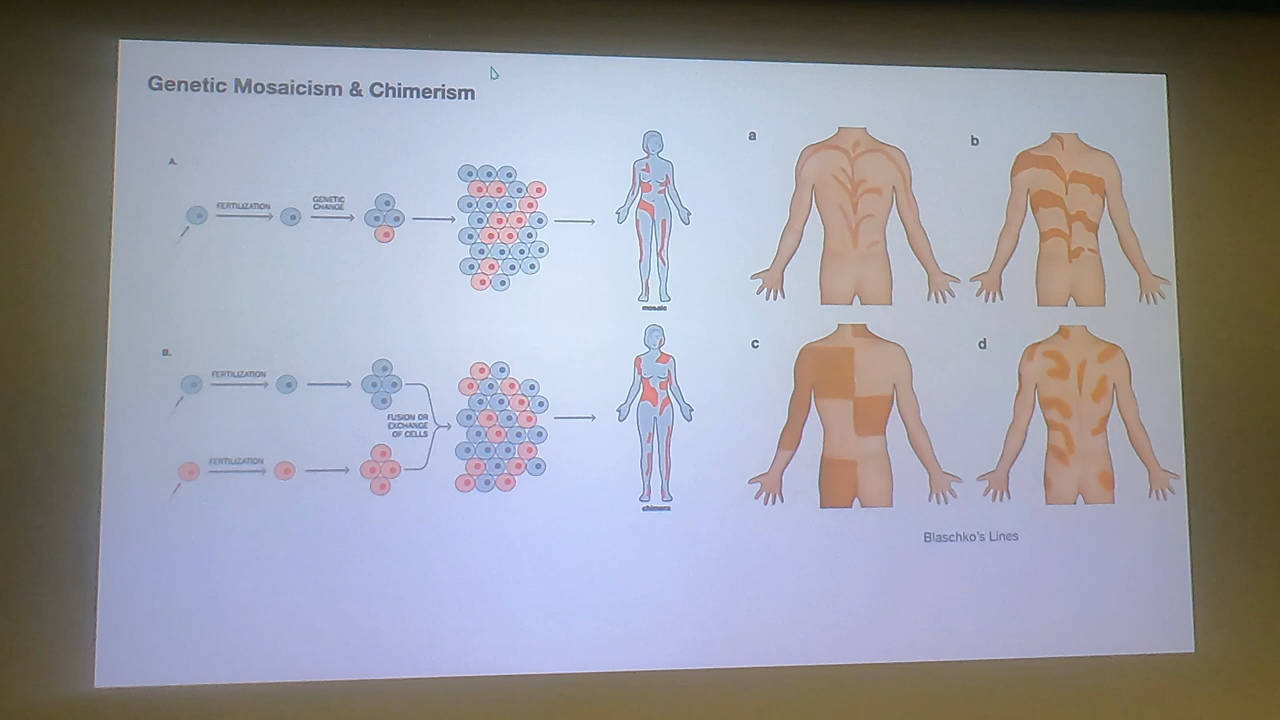 Genetic Mosaicism & Chimerism
A.
FERTILIZATION
GENETIC
CHANGE
mosaic
B.
FERTILIZATION
FUSION OR
EXCHANGE
OF CELLS
FERTILIZATION
chimera
a
b
c
d
Blaschko's Lines